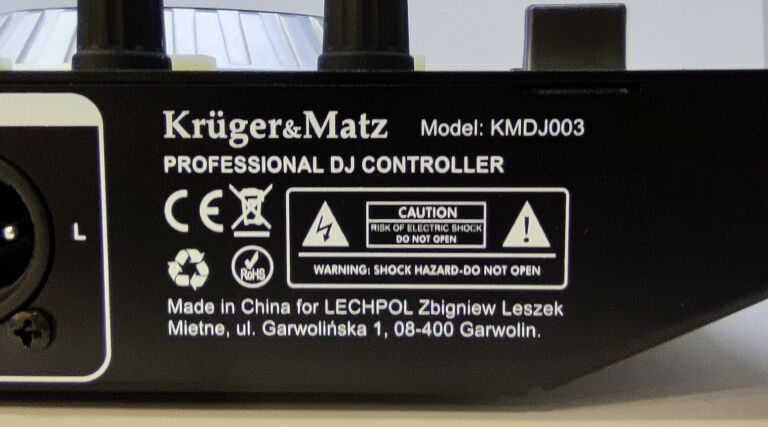 Krüger&Matz Model: KMDJ003
PROFESSIONAL DJ CONTROLLER
L
CE
CAUTION
RISK OF ELECTRIC SHOCK
DO NOT OPEN
WARNING: SHOCK HAZARD-DO NOT OPEN
RoHS
Made in China for LECHPOL Zbigniew Leszek
Mietne, ul. Garwolińska 1, 08-400 Garwolin.